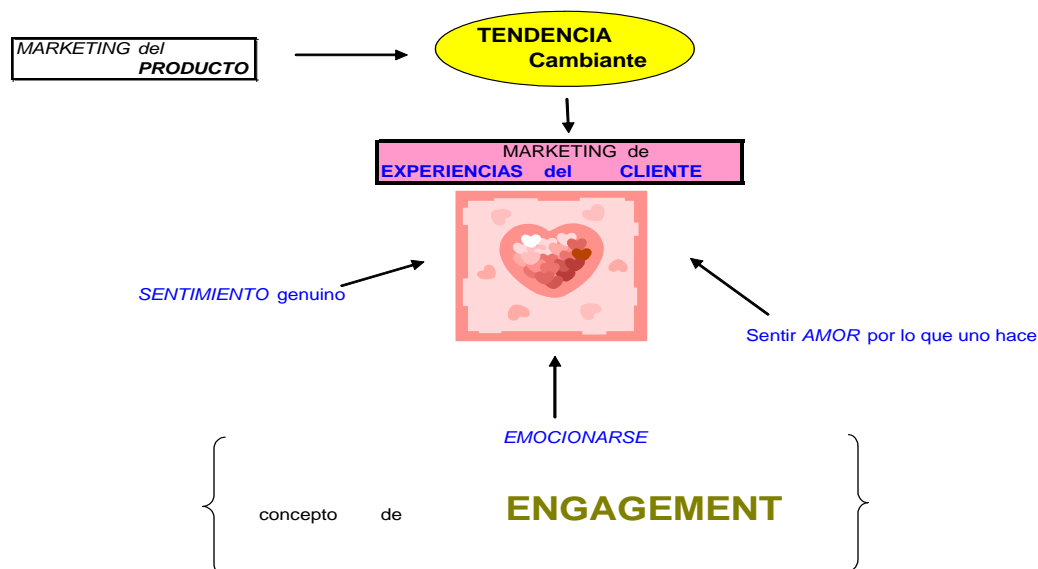 MARKETING del
PRODUCTO
TENDENCIA
Cambiante
MARKETING de
EXPERIENCIAS del CLIENTE
SENTIMIENTO genuino
Sentir AMOR por lo que uno hace
EMOCIONARSE
concepto de ENGAGEMENT